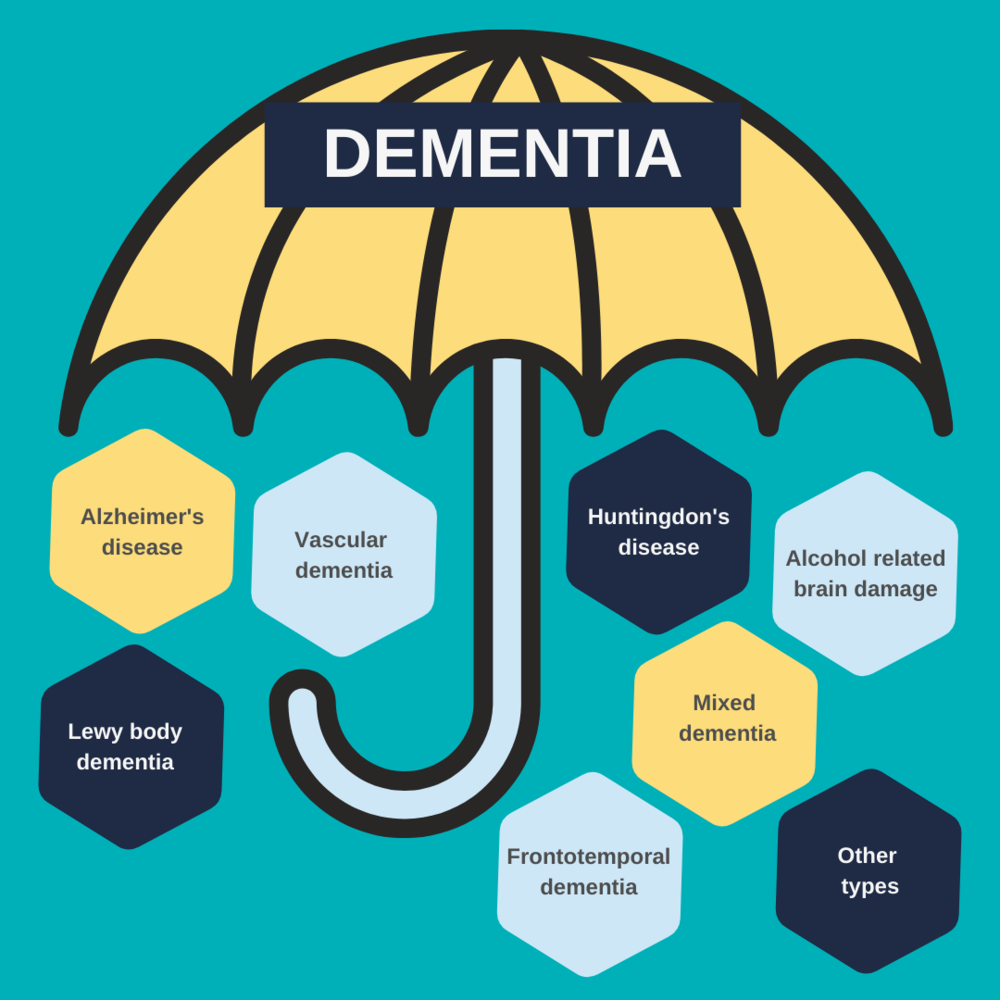 DEMENTIA
Alzheimer's
disease
Vascular
dementia
Huntingdon's
disease
Alcohol related
brain damage
Lewy body
dementia
Mixed
dementia
Frontotemporal
dementia
Other
types